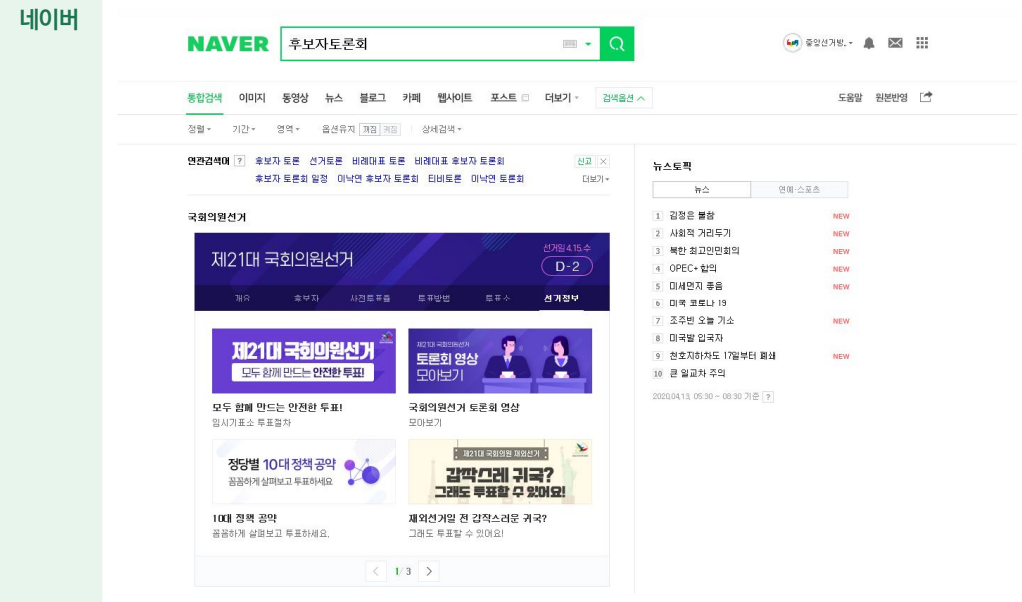 네이버
NAVER
후보자토론회
중앙선거방..
통합검색 이미지 동영상 뉴스 블로그 카페 웹사이트 포스트 더보기 검색옵션
도움말 원본반영
정렬 기간 영역 옵션유지 꺼짐 켜짐 상세검색
연관검색어 ? 후보자 토론 선거토론 비례대표 토론 비례대표 후보자 토론회 신고
후보자 토론회 일정 이낙연 후보자 토론회 티비토론 이낙연 토론회 더보기
국회의원선거
제21대 국회의원선거
선거일 4.15.수
D-2
개요 후보자 사전투표율 투표방법 투표소 선거정보
제21대 국회의원선거
모두 함께 만드는 안전한 투표!
모두 함께 만드는 안전한 투표!
임시기표소 투표절차
제21대 국회의원선거
토론회 영상
모아보기
국회의원선거 토론회 영상
모아보기
정당별 10대 정책 공약
꼼꼼하게 살펴보고 투표하세요
10대 정책 공약
꼼꼼하게 살펴보고 투표하세요.
제21대 국회의원 재외선거
갑작스레 귀국?
그래도 투표할 수 있어요!
재외선거일 전 갑작스러운 귀국?
그래도 투표할 수 있어요!
1/ 3
뉴스토픽
뉴스 연예·스포츠
1 김정은 불참 NEW
2 사회적 거리두기 NEW
3 북한 최고인민회의 NEW
4 OPEC+ 합의 NEW
5 미세먼지 좋음 NEW
6 미국 코로나 19
7 조주빈 오늘 기소 NEW
8 미국발 입국자
9 천호지하차도 17일부터 폐쇄 NEW
10 큰 일교차 주의
2020.04.13. 05:30 ~ 08:30 기준 ?